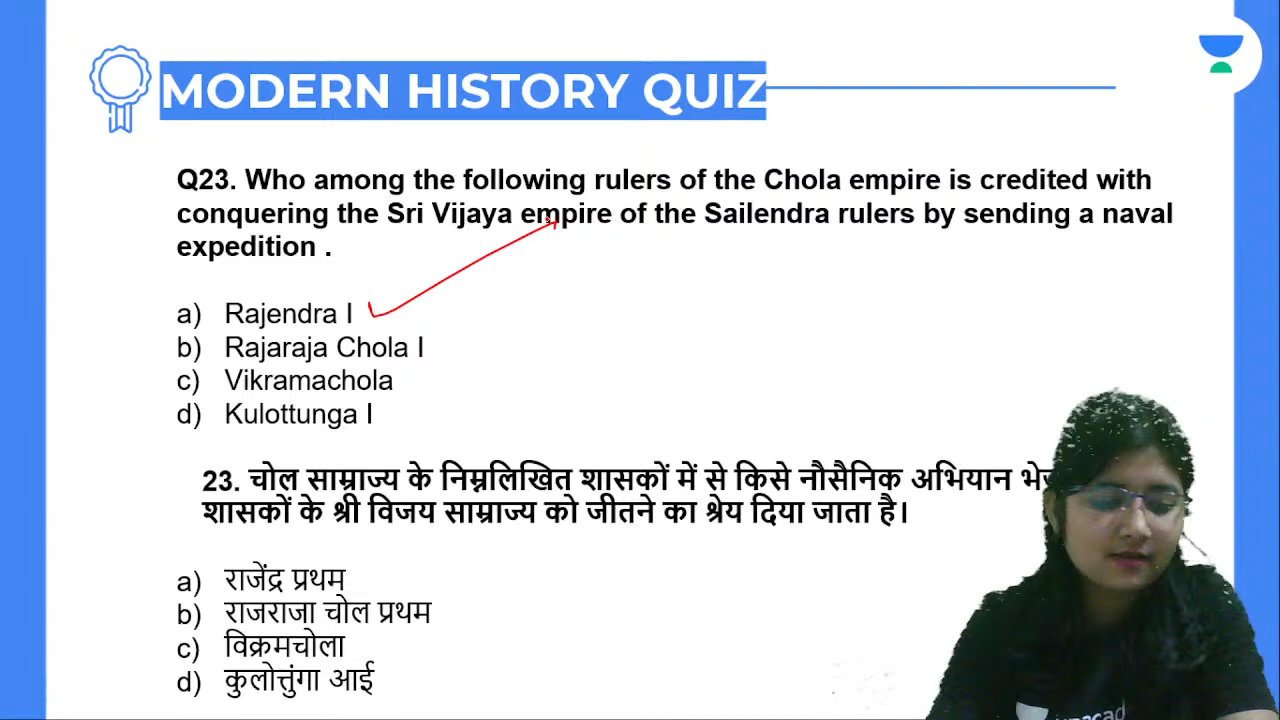 MODERN HISTORY QUIZ
Q23. Who among the following rulers of the Chola empire is credited with
conquering the Sri Vijaya empire of the Sailendra rulers by sending a naval
expedition .
a) Rajendra I
b) Rajaraja Chola I
c) Vikramachola
d) Kulottunga I
23. चोल साम्राज्य के निम्नलिखित शासकों में से किसे नौसैनिक अभियान
शासकों के श्री विजय साम्राज्य को जीतने का श्रेय दिया जाता है।
a) राजेंद्र प्रथम
b) राजराजा चोल प्रथम
c) विक्रमचोला
d) कुलोत्तुंगा आई